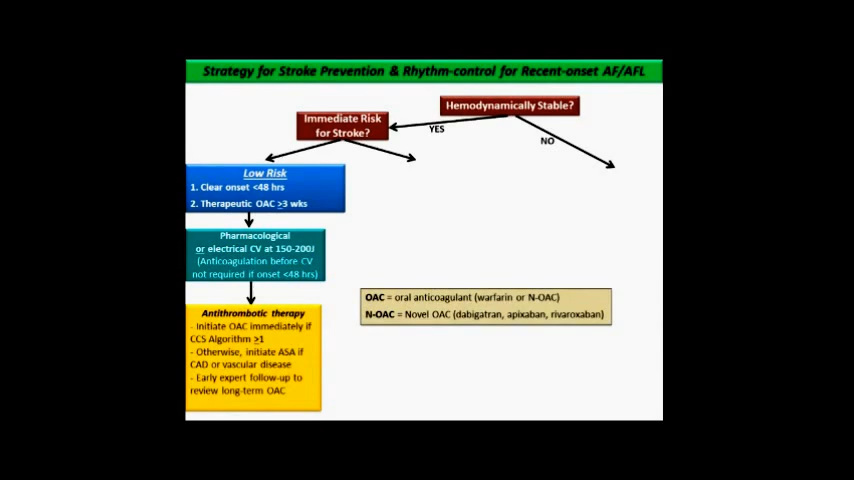 Strategy for Stroke Prevention & Rhythm-control for Recent-onset AF/AFL
Hemodynamically Stable?
Immediate Risk
for Stroke?
YES
NO
Low Risk
1. Clear onset <48 hrs
2. Therapeutic OAC ≥3 wks
Pharmacological
or electrical CV at 150-200J
(Anticoagulation before CV
not required if onset <48 hrs)
OAC = oral anticoagulant (warfarin or N-OAC)
N-OAC = Novel OAC (dabigatran, apixaban, rivaroxaban)
Antithrombotic therapy
- Initiate OAC immediately if
CCS Algorithm ≥1
- Otherwise, initiate ASA if
CAD or vascular disease
- Early expert follow-up to
review long-term OAC